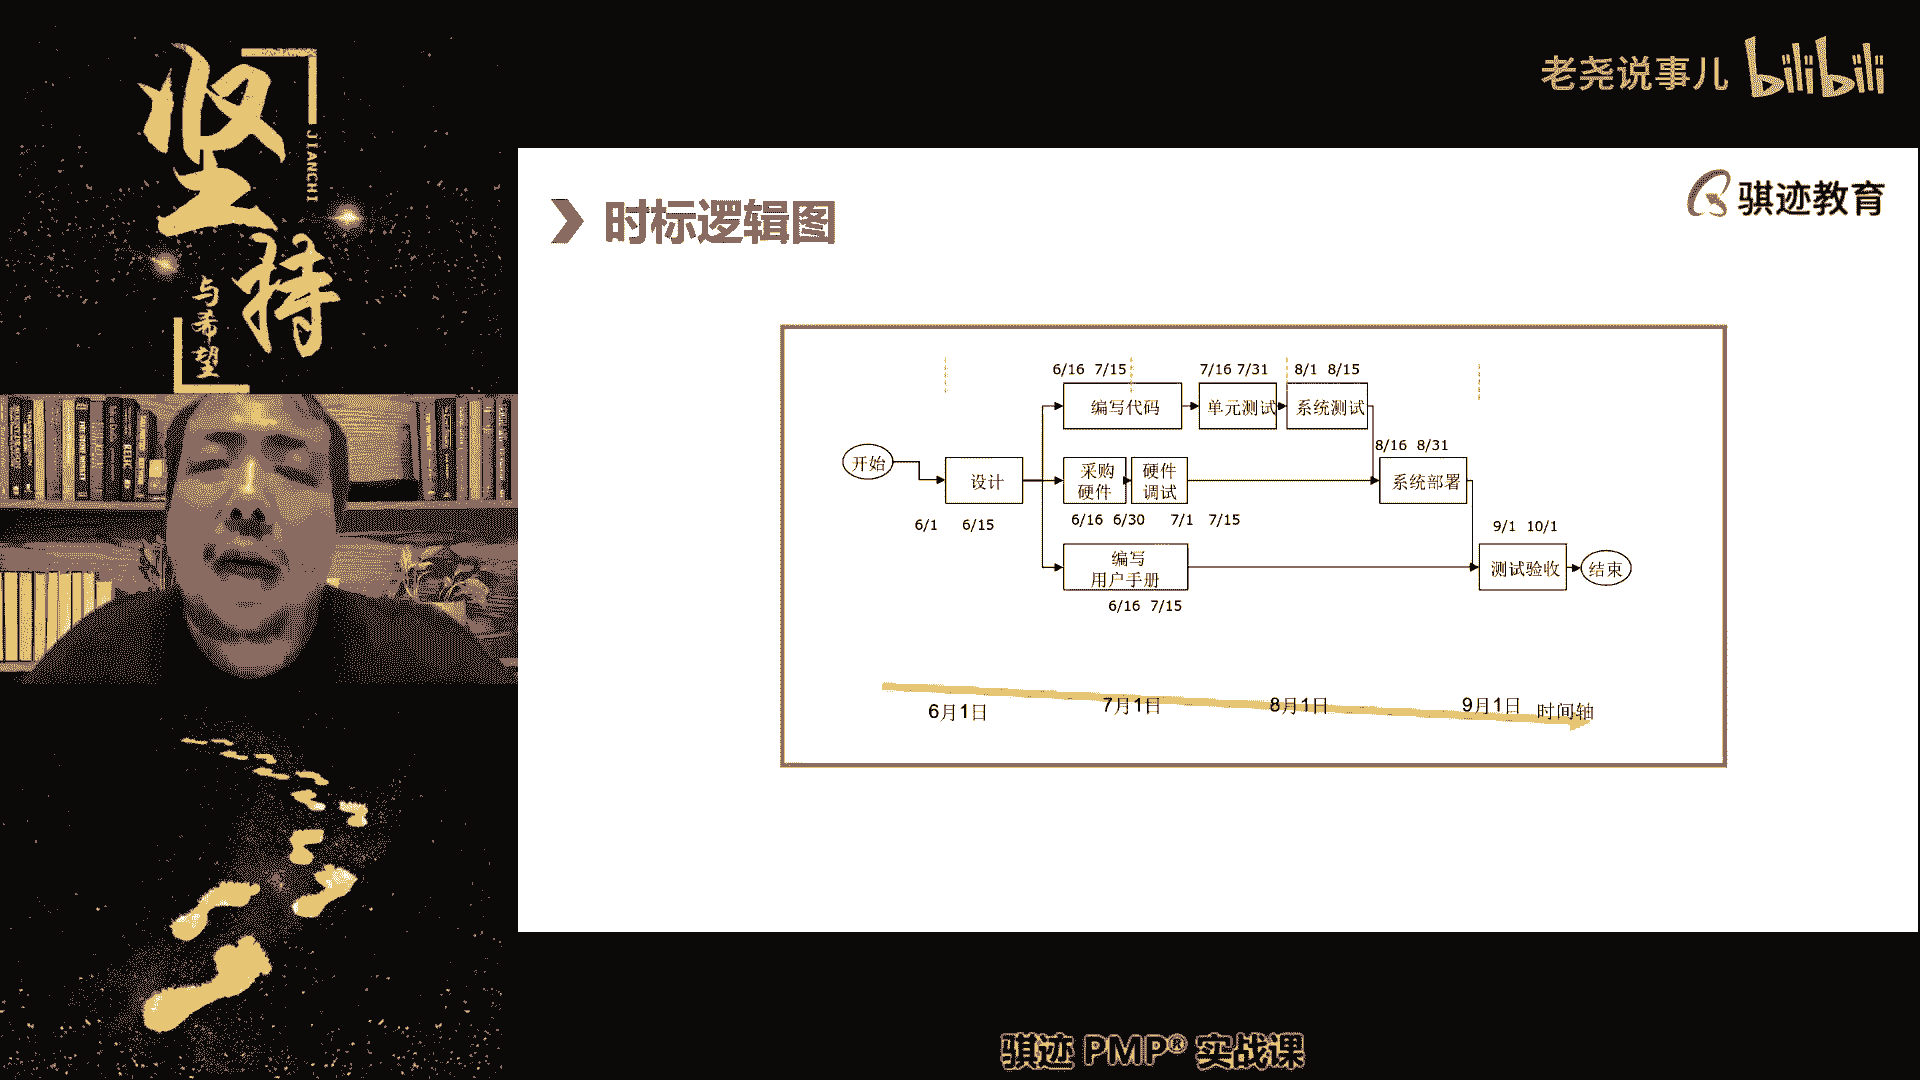 坚持
JIANCHI
与希望
老尧说事儿 bilibili
骐迹教育
时标逻辑图
6/16 7/15
7/16 7/31
8/1 8/15
编写代码
单元测试
系统测试
8/16 8/31
开始
设计
采购
硬件
硬件
调试
系统部署
6/1 6/15
6/16 6/30
7/1 7/15
9/1 10/1
编写
用户手册
测试验收
结束
6/16 7/15
6月1日
7月1日
8月1日
9月1日
时间轴
骐迹 PMP® 实战课